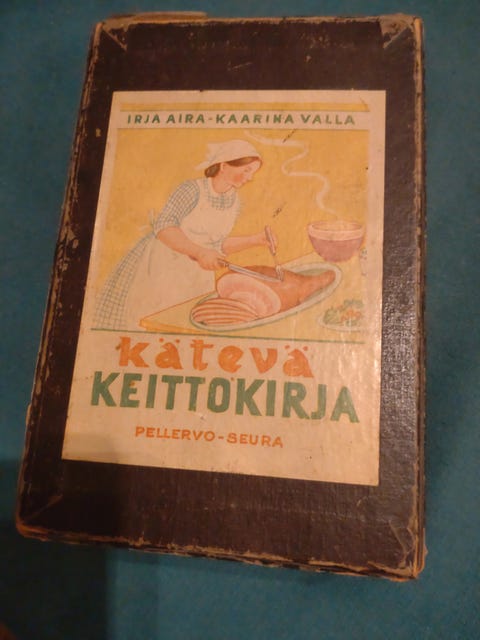 IRJA AIRA-KAARINA VALLA
kätevä
KEITTOKIRJA
PELLERVO-SEURA